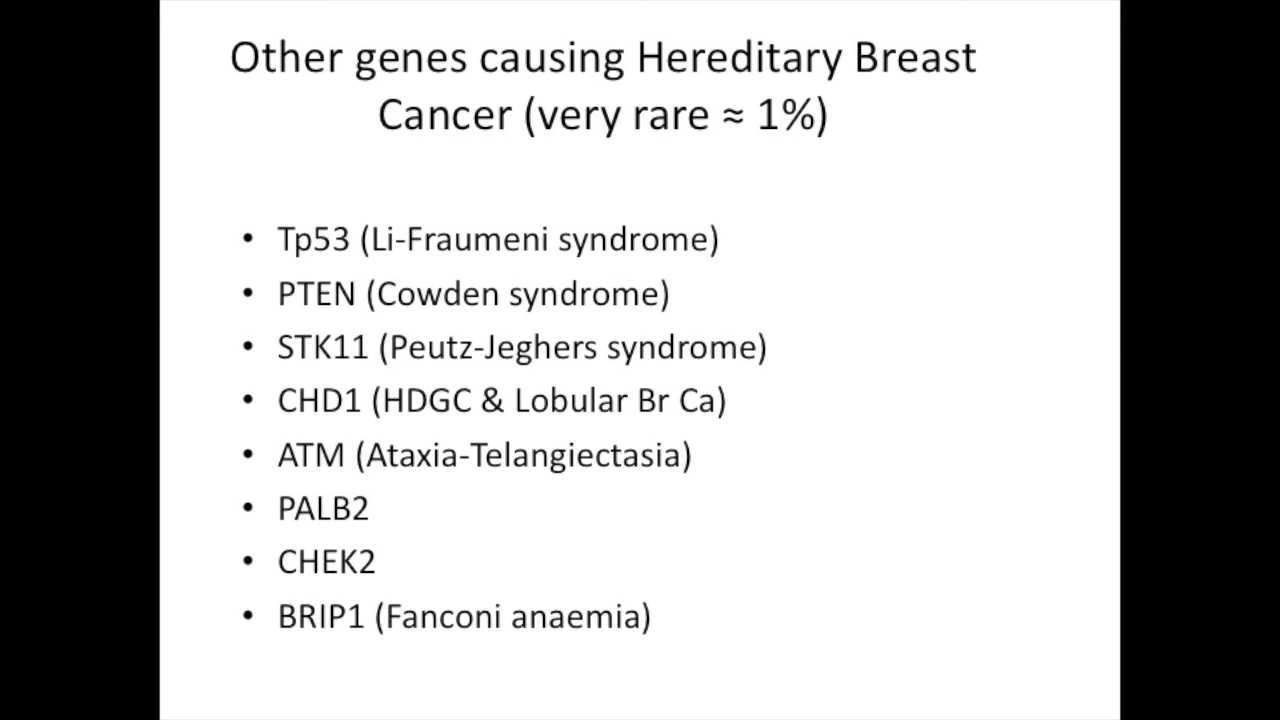 Other genes causing Hereditary Breast
Cancer (very rare ≈ 1%)
• Tp53 (Li-Fraumeni syndrome)
• PTEN (Cowden syndrome)
• STK11 (Peutz-Jeghers syndrome)
• CHD1 (HDGC & Lobular Br Ca)
• ATM (Ataxia-Telangiectasia)
• PALB2
• CHEK2
• BRIP1 (Fanconi anaemia)